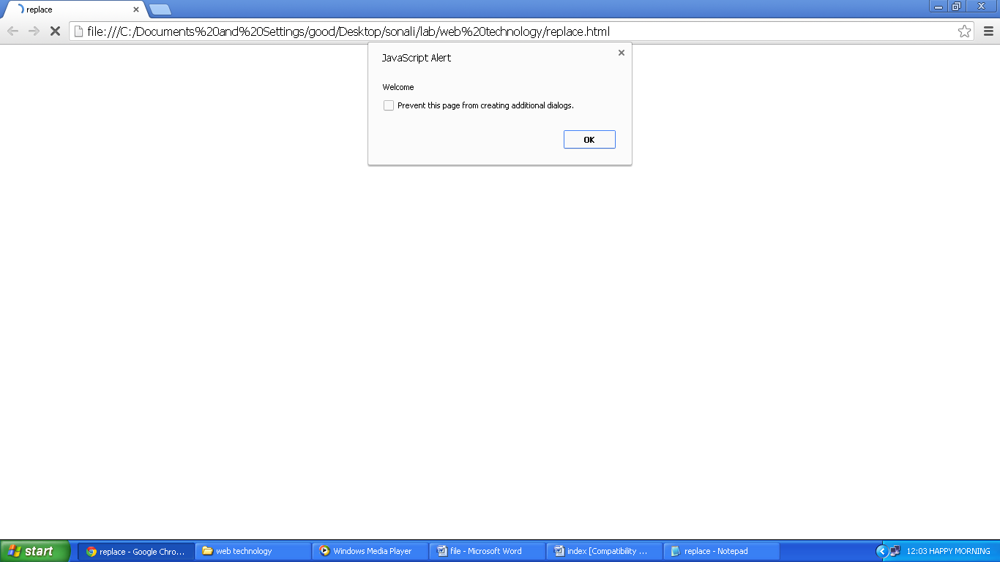 replace
file:///C:/Documents%20and%20Settings/good/Desktop/sonali/lab/web%20technology/replace.html
JavaScript Alert
Welcome
Prevent this page from creating additional dialogs.
OK
start replace - Google Chro... web technology Windows Media Player file - Microsoft Word index [Compatibility ... replace - Notepad 12:03 HAPPY MORNING